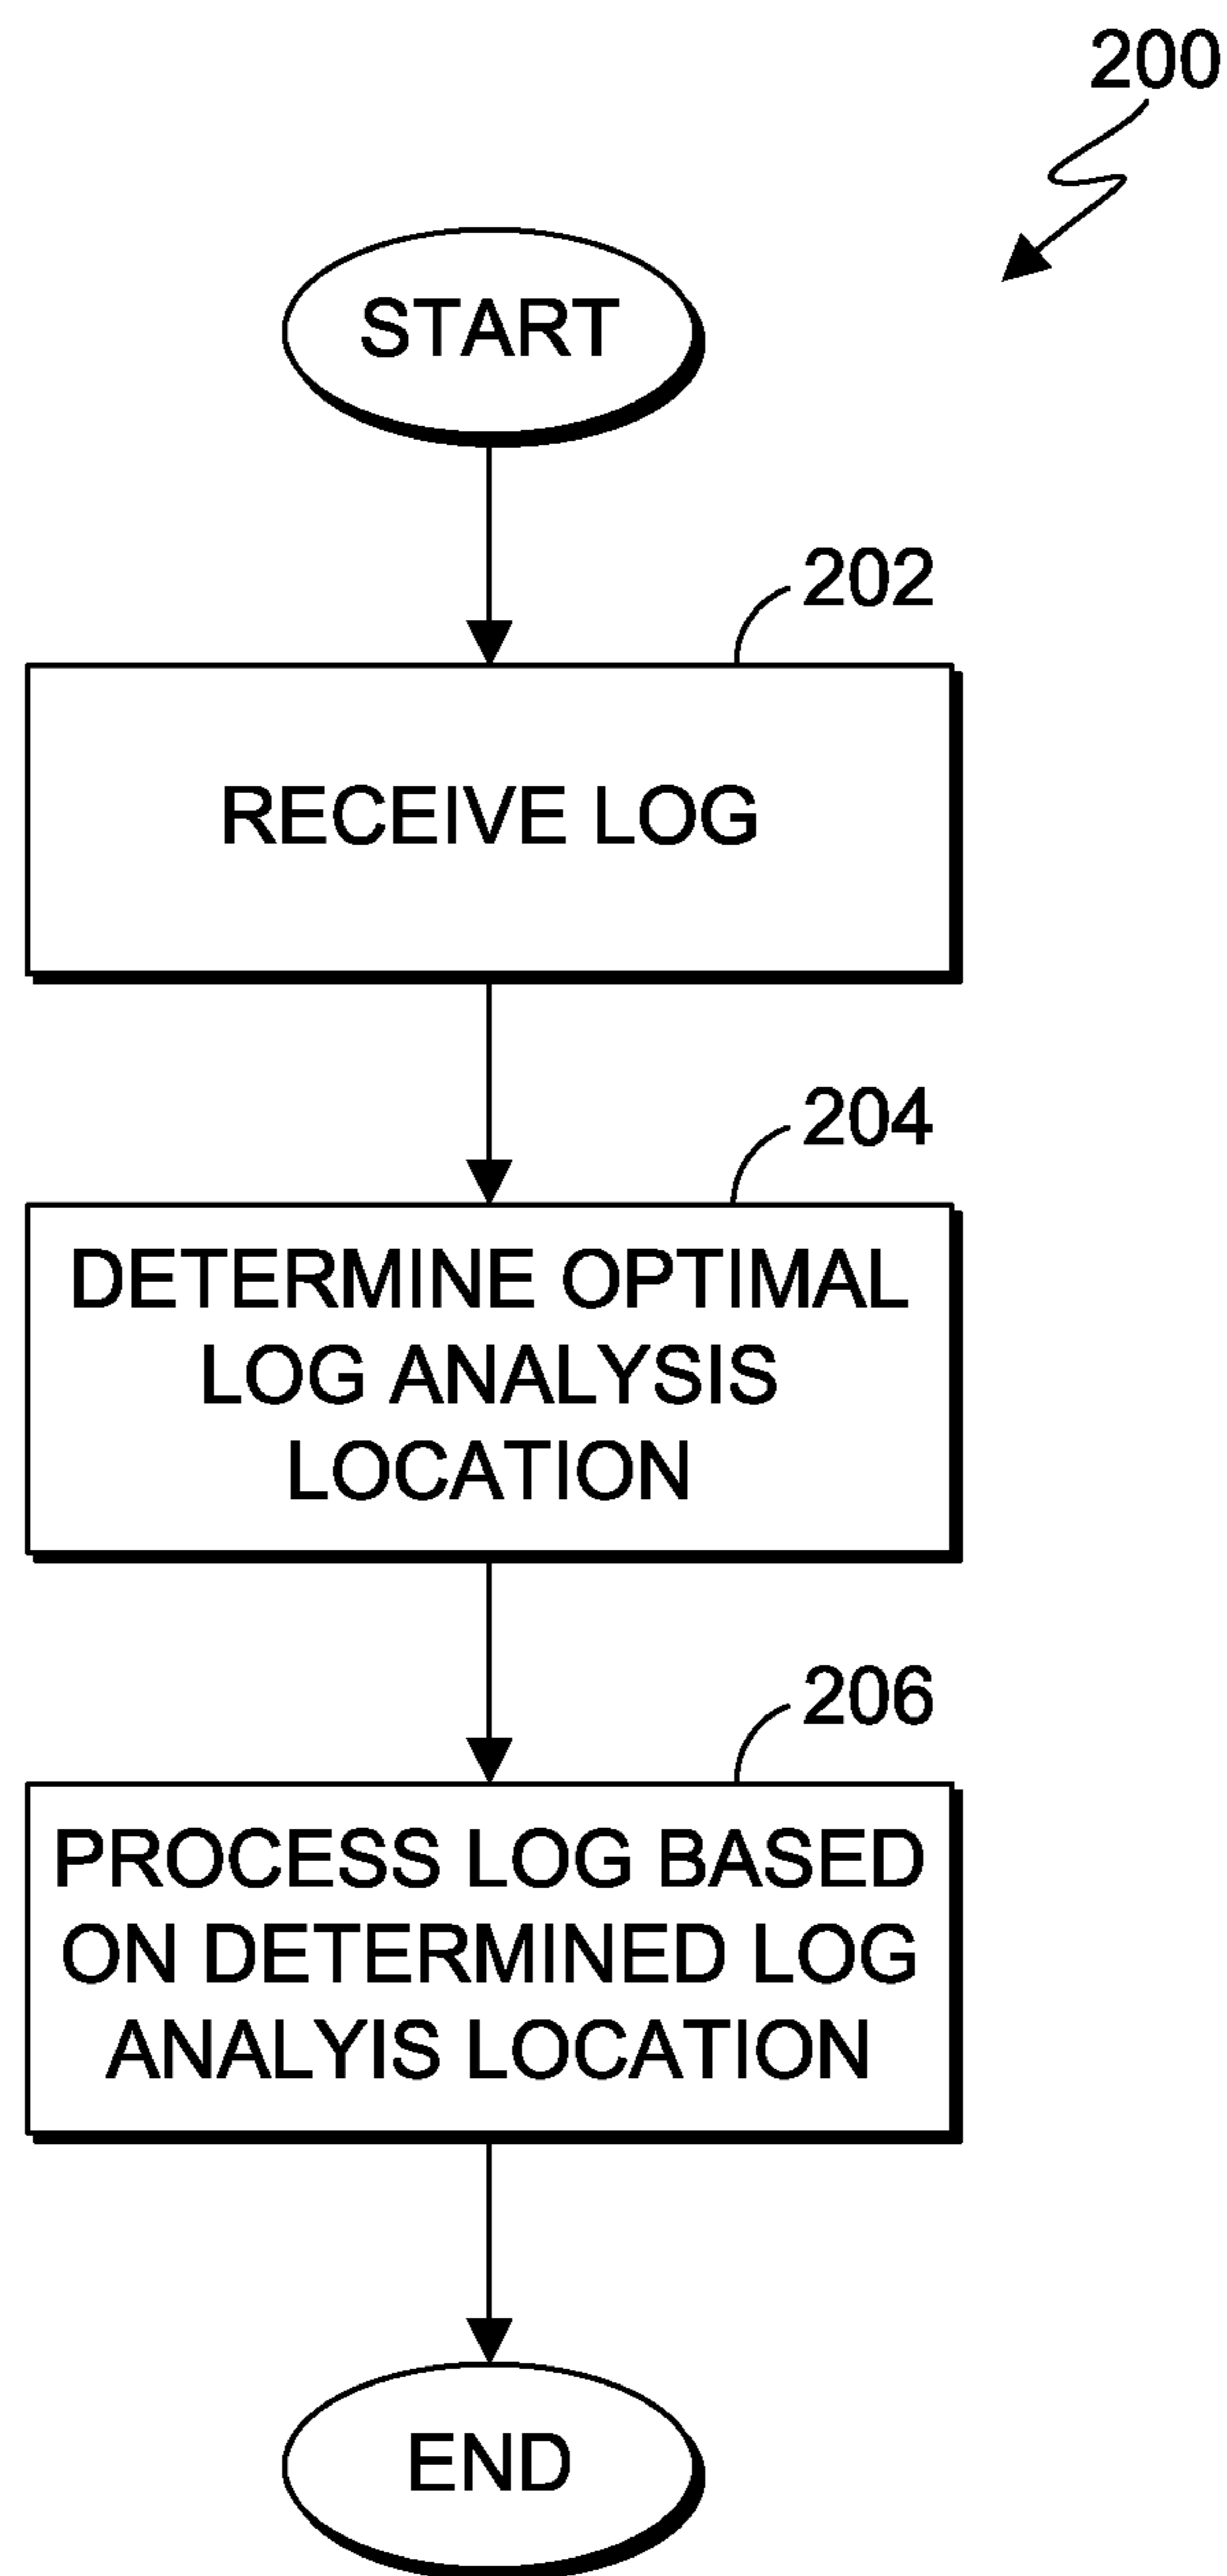 200
START
202
RECEIVE LOG
204
DETERMINE OPTIMAL
LOG ANALYSIS
LOCATION
206
PROCESS LOG BASED
ON DETERMINED LOG
ANALYIS LOCATION
END